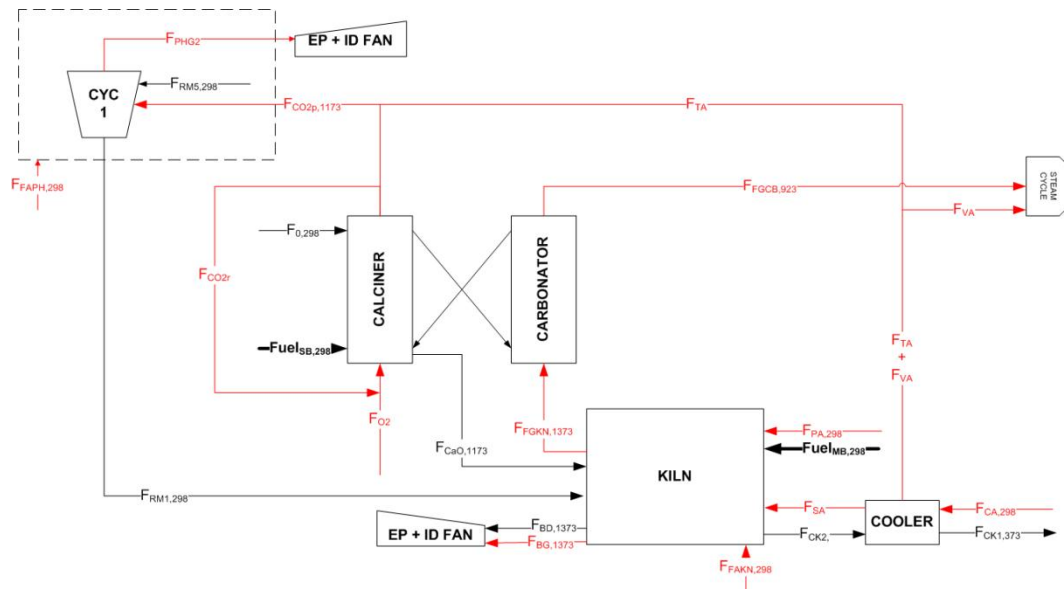 F_PHG2
EP + ID FAN
CYC
1
F_RM5,298
F_CO2p,1173
F_TA
F_FAPH,298
F_FGCB,923
STEAM
CYCLE
F_VA
F_0,298
CALCINER
CARBONATOR
F_CO2r
Fuel_SB,298
F_TA
+
F_VA
F_O2
F_FGKN,1373
F_PA,298
Fuel_MB,298
F_CaO,1173
KILN
F_RM1,298
F_SA
F_CA,298
COOLER
EP + ID FAN
F_BD,1373
F_BG,1373
F_CK2,
F_CK1,373
F_FAKN,298